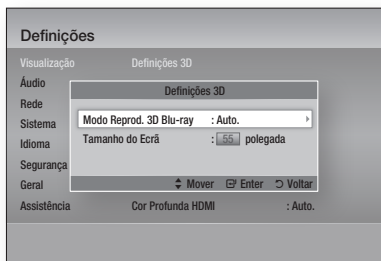 Definições
Visualização Definições 3D
Áudio
Definições 3D
Rede
Sistema Modo Reprod. 3D Blu-ray : Auto.
Idioma Tamanho do Ecrã : 55 polegada
Segurança
Geral Mover Enter Voltar
Assistência Cor Profunda HDMI : Auto.